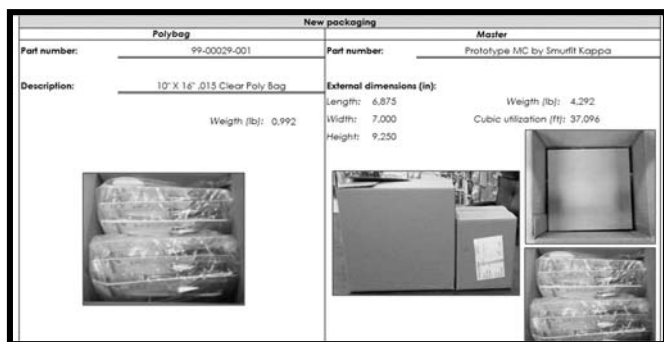 New packaging
Polybag
Master
Part number: 99-00029-001
Part number: Prototype MC by Smurfit Kappa
Description: 10" X 16" .015 Clear Poly Bag
External dimensions (in):
Length: 6,875
Weigth (lb): 4,292
Weigth (lb): 0,992
Width: 7,000
Cubic utilization (ft): 37,096
Height: 9,250